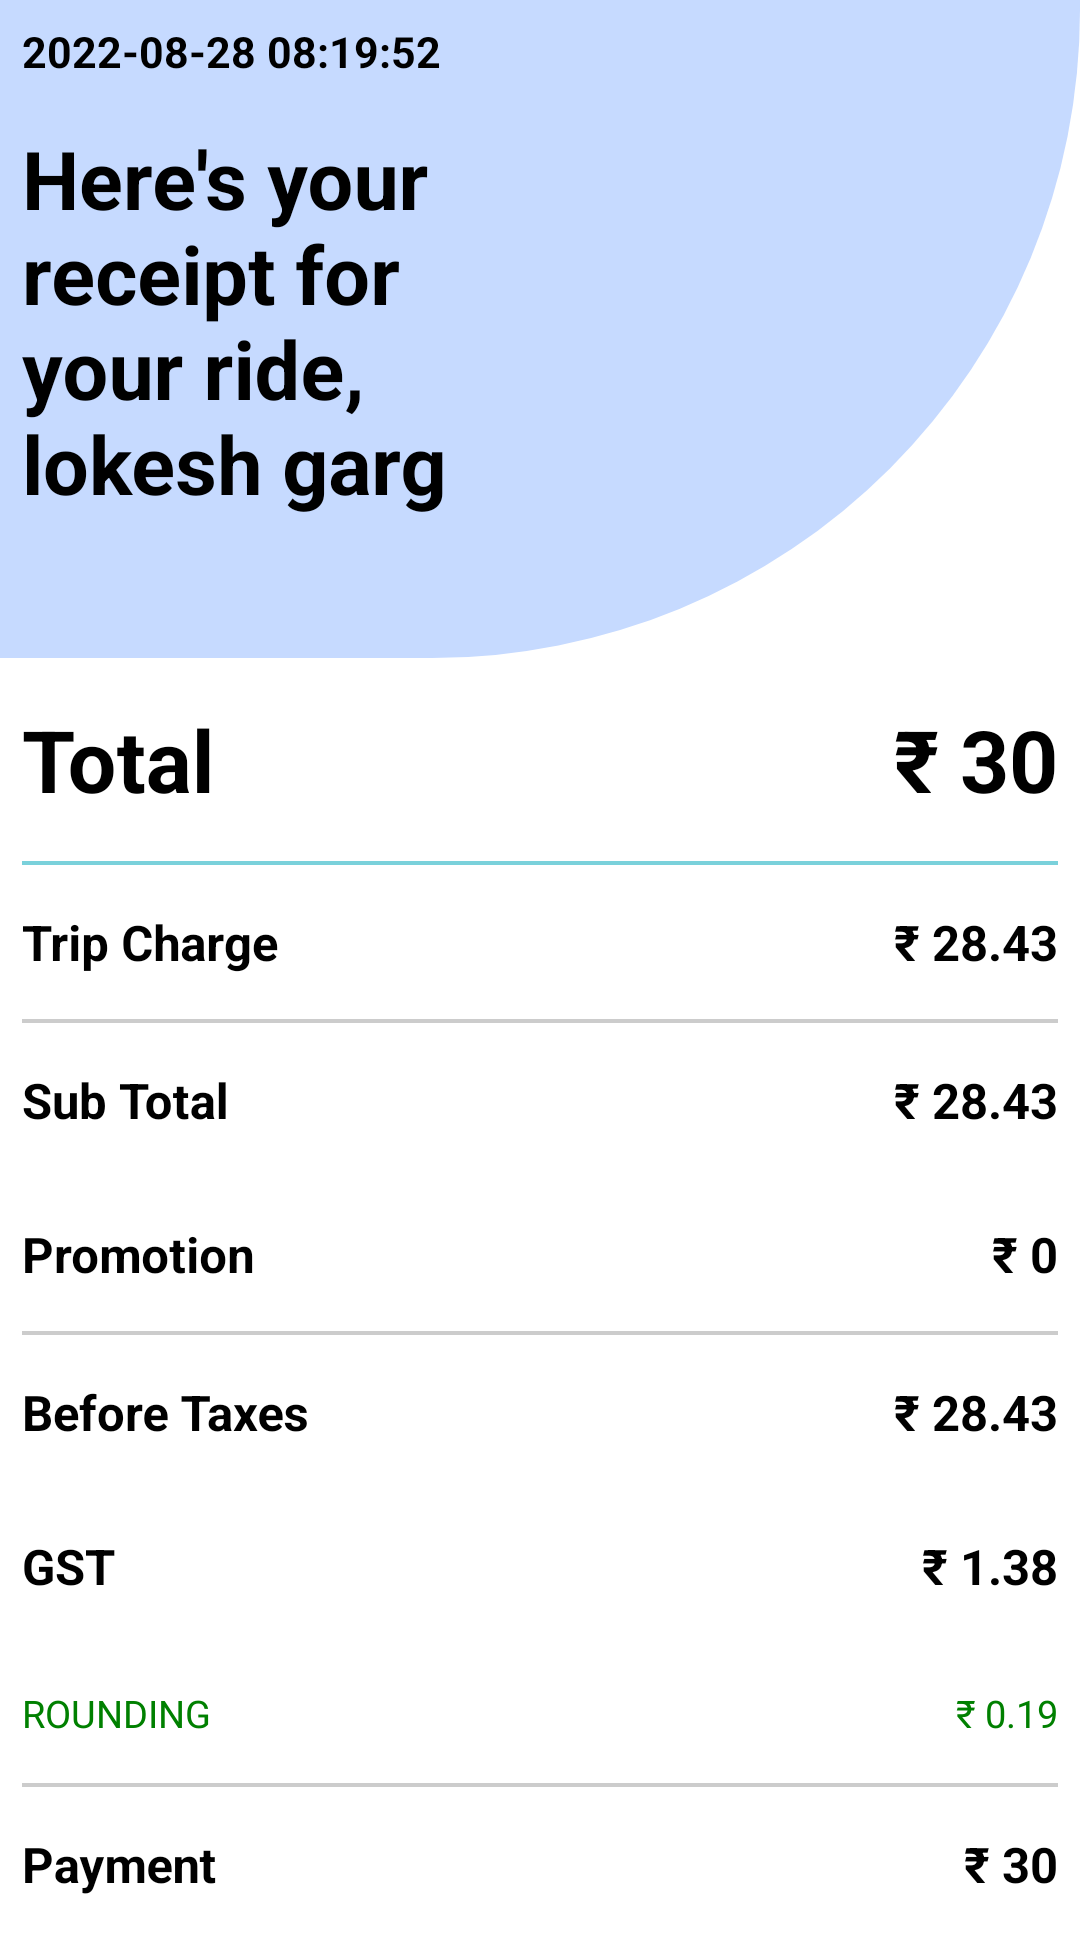 2022-08-28 08:19:52
Here's your
receipt for
your ride,
lokesh garg
Total ₹ 30
Trip Charge ₹ 28.43
Sub Total ₹ 28.43
Promotion ₹ 0
Before Taxes ₹ 28.43
GST ₹ 1.38
ROUNDING ₹ 0.19
Payment ₹ 30